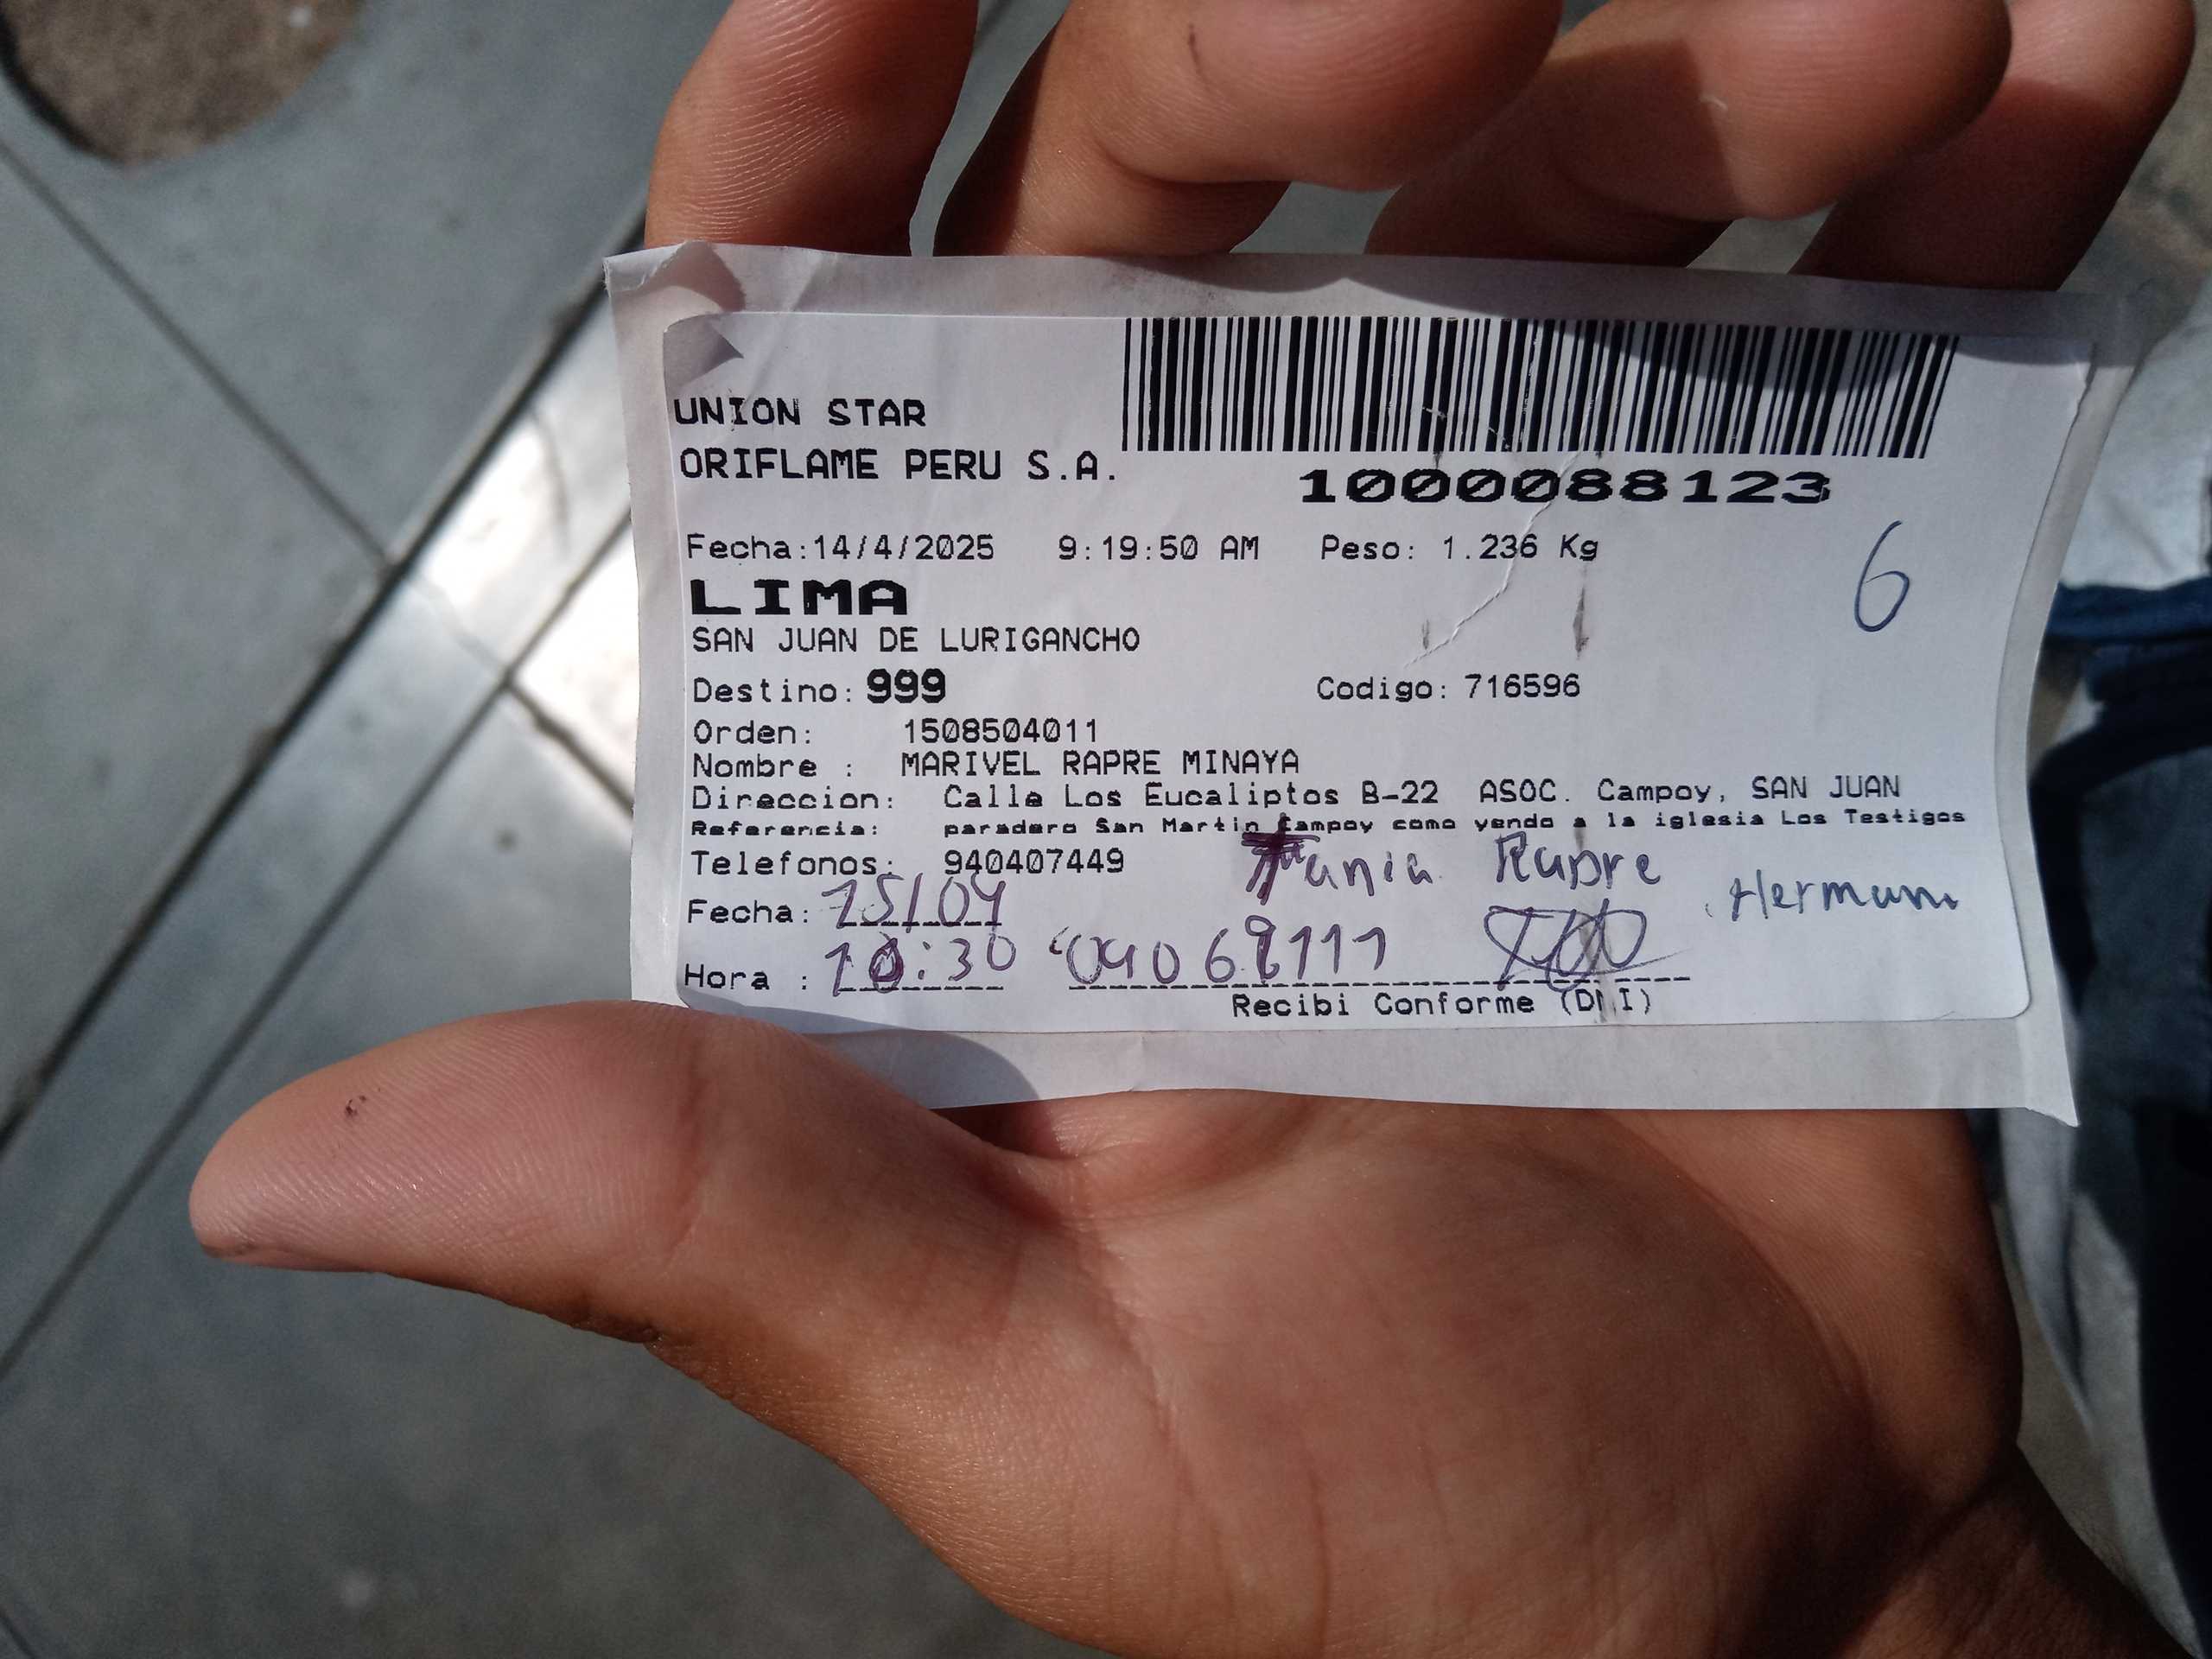 UNION STAR
ORIFLAME PERU S.A.
1000088123
Fecha:14/4/2025 9:19:50 AM Peso: 1.236 Kg
6
LIMA
SAN JUAN DE LURIGANCHO
Destino: 999 Codigo: 716596
Orden: 1508504011
Nombre : MARIVEL RAPRE MINAYA
Direccion: Calle Los Eucaliptos B-22 ASOC. Campoy, SAN JUAN
Referencia: paradero San Martin Campoy como yendo a la iglesia Los Testigos
Telefonos: 940407449 Tania Rapre
Fecha: 15/04
Hora : 10:30
Recibi Conforme (DNI)